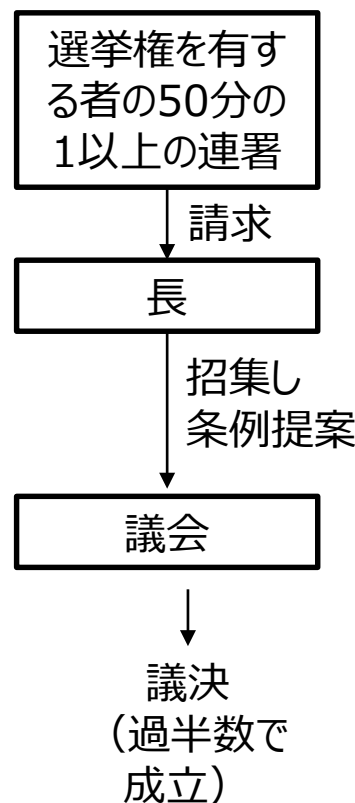 選挙権を有す
る者の50分の
1以上の連署
請求
長
招集し
条例提案
議会
議決
（過半数で
成立）